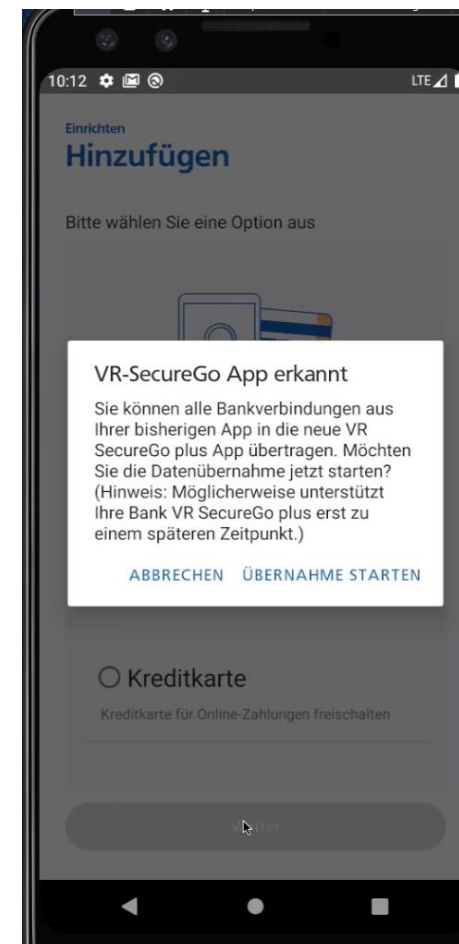 10:12
LTE
Einrichten
Hinzufügen
Bitte wählen Sie eine Option aus
VR-SecureGo App erkannt
Sie können alle Bankverbindungen aus
Ihrer bisherigen App in die neue VR
SecureGo plus App übertragen. Möchten
Sie die Datenübernahme jetzt starten?
(Hinweis: Möglicherweise unterstützt
Ihre Bank VR SecureGo plus erst zu
einem späteren Zeitpunkt.)
ABBRECHEN ÜBERNAHME STARTEN
Kreditkarte
Kreditkarte für Online-Zahlungen freischalten
Weiter